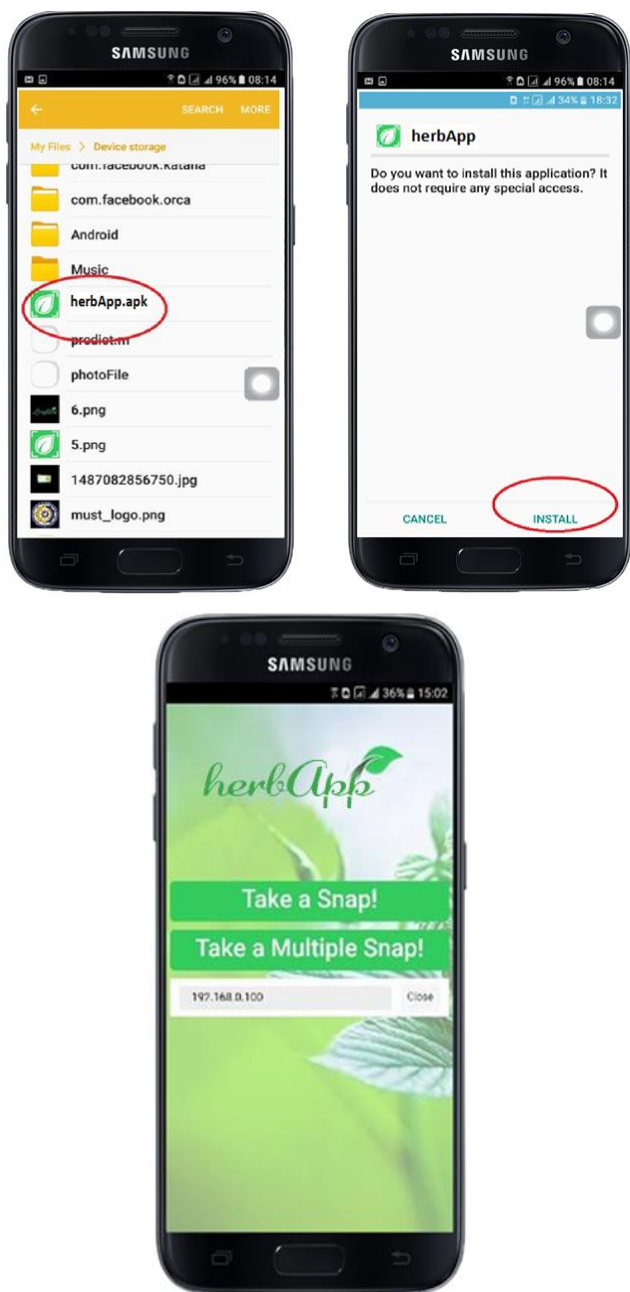 SAMSUNG
96% 08:14
SEARCH MORE
My Files > Device storage
com.facebook.katana
com.facebook.orca
Android
Music
herbApp.apk
prodict.m
photoFile
6.png
5.png
1487082856750.jpg
must_logo.png
SAMSUNG
96% 08:14
34% 18:32
herbApp
Do you want to install this application? It
does not require any special access.
CANCEL INSTALL
SAMSUNG
36% 15:02
herbApp
Take a Snap!
Take a Multiple Snap!
192.168.0.100 Close